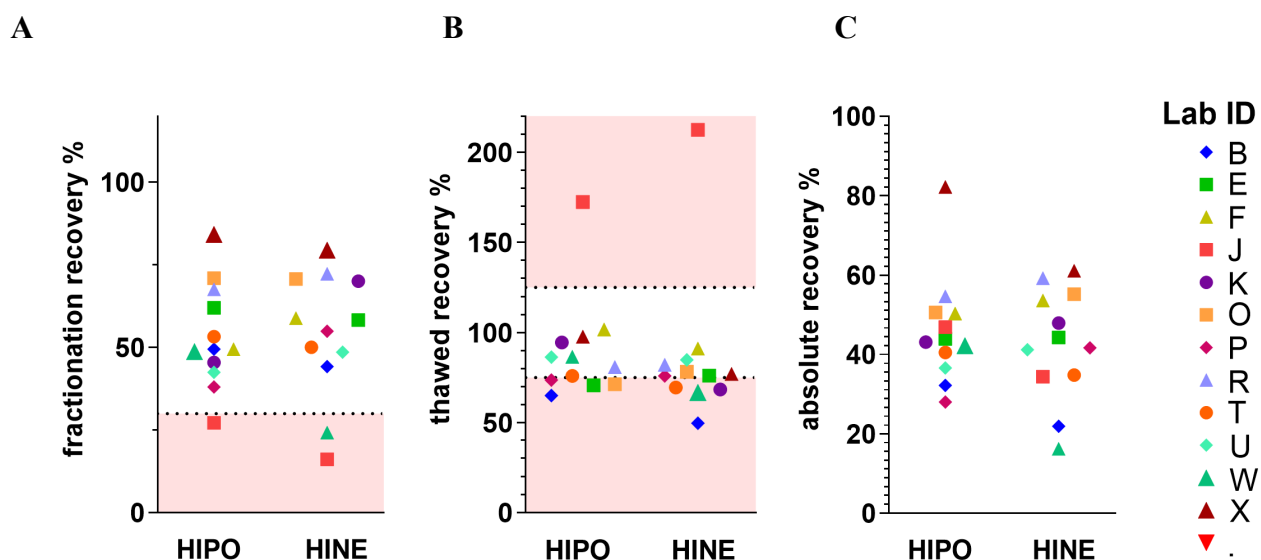 A
B
C
fractionation recovery %
100
50
0
HIPO
HINE
thawed recovery %
200
150
100
50
0
HIPO
HINE
absolute recovery %
100
80
60
40
20
0
HIPO
HINE
Lab ID
B
E
F
J
K
O
P
R
T
U
W
X
.